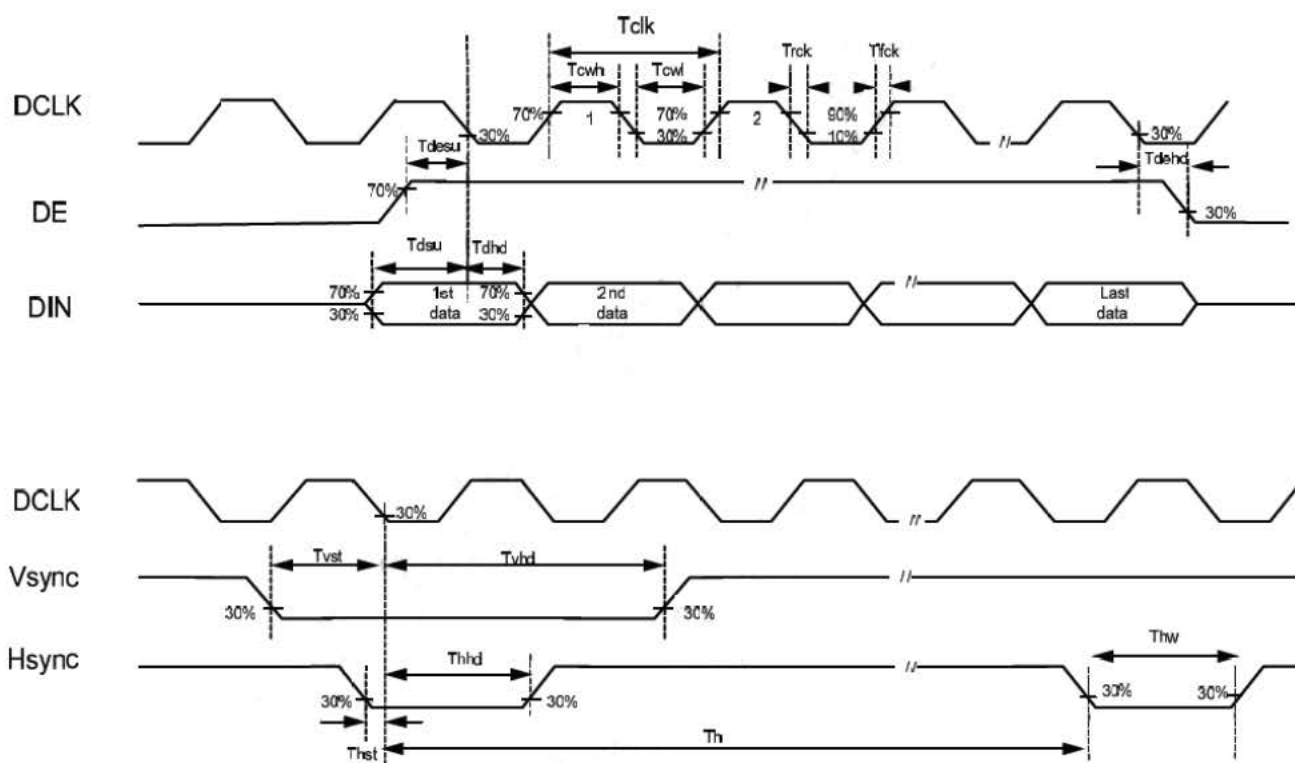 Tclk
Tcwh Tcwl Trck Tfck
DCLK 70% 1 70% 2 90%
30% 30% 10% 30%
Tdesu Tdehd
70%
DE 30%
Tdsu Tdhd
DIN 70% 1st 70% 2nd Last
30% data 30% data data
DCLK 30%
Tvst Tvhd
Vsync
30% 30%
Hsync Thhd Thw
30% 30% 30% 30%
Thst Th